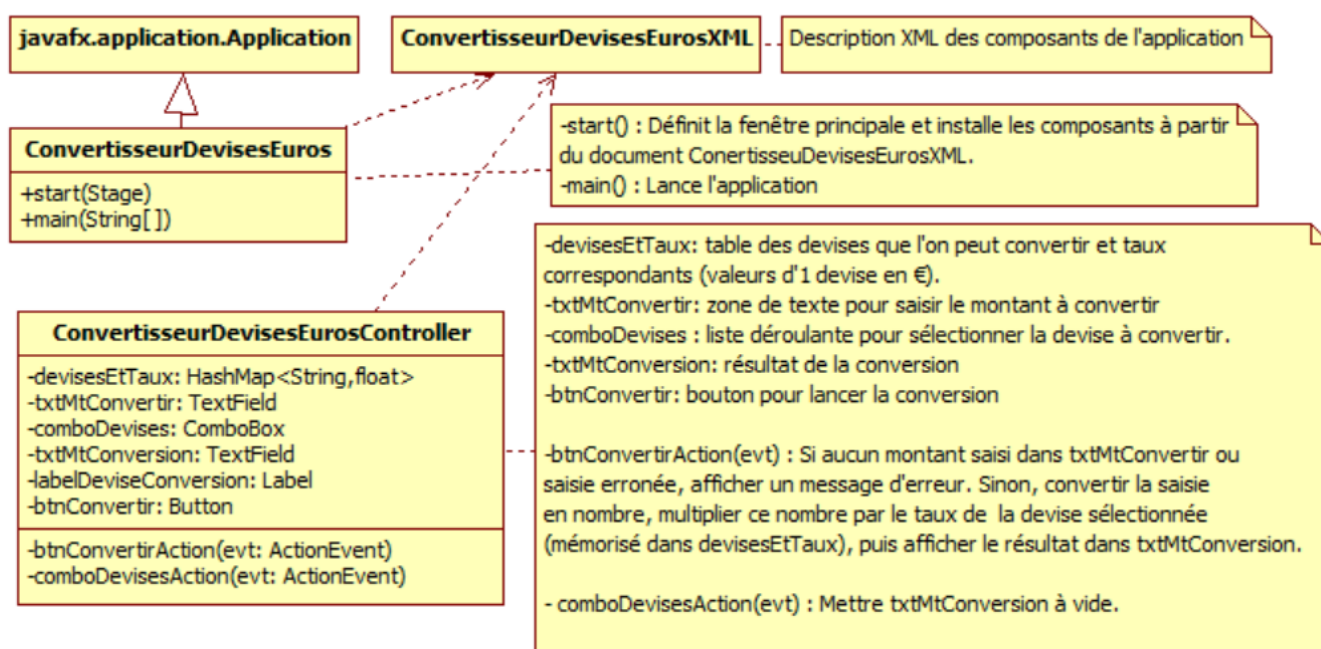 javafx.application.Application
ConvertisseurDevisesEurosXML
Description XML des composants de l'application
ConvertisseurDevisesEuros
+start(Stage)
+main(String[ ])
-start() : Définit la fenêtre principale et installe les composants à partir
du document ConertisseuDevisesEurosXML.
-main() : Lance l'application
ConvertisseurDevisesEurosController
-devisesEtTaux: HashMap<String,float>
-txtMtConvertir: TextField
-comboDevises: ComboBox
-txtMtConversion: TextField
-labelDeviseConversion: Label
-btnConvertir: Button
-btnConvertirAction(evt: ActionEvent)
-comboDevisesAction(evt: ActionEvent)
-devisesEtTaux: table des devises que l'on peut convertir et taux
correspondants (valeurs d'1 devise en €).
-txtMtConvertir: zone de texte pour saisir le montant à convertir
-comboDevises : liste déroulante pour sélectionner la devise à convertir.
-txtMtConversion: résultat de la conversion
-btnConvertir: bouton pour lancer la conversion
-btnConvertirAction(evt) : Si aucun montant saisi dans txtMtConvertir ou
saisie erronée, afficher un message d'erreur. Sinon, convertir la saisie
en nombre, multiplier ce nombre par le taux de la devise sélectionnée
(mémorisé dans devisesEtTaux), puis afficher le résultat dans txtMtConversion.
- comboDevisesAction(evt) : Mettre txtMtConversion à vide.